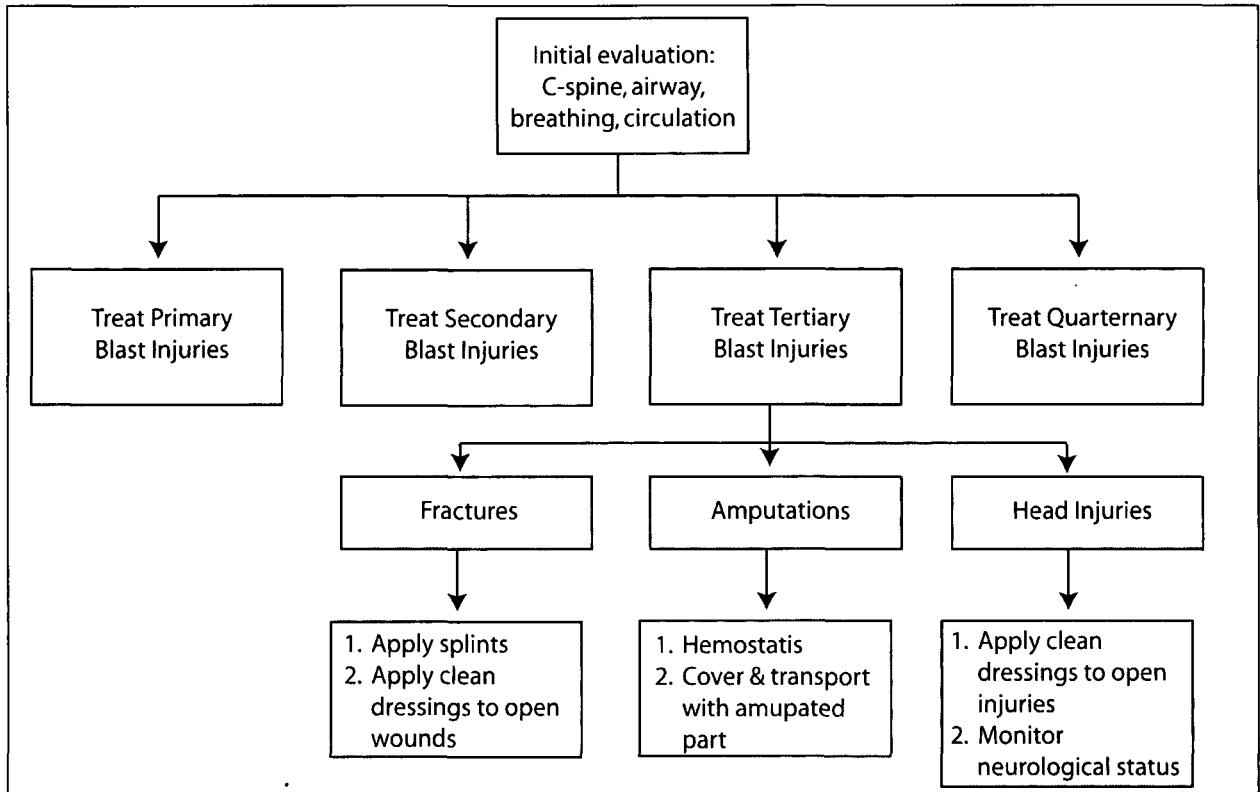 Initial evaluation:
C-spine, airway,
breathing, circulation
Treat Primary
Blast Injuries
Treat Secondary
Blast Injuries
Treat Tertiary
Blast Injuries
Treat Quarternary
Blast Injuries
Fractures
Amputations
Head Injuries
1. Apply splints
2. Apply clean
dressings to open
wounds
1. Hemostatis
2. Cover & transport
with amupated
part
1. Apply clean
dressings to open
injuries
2. Monitor
neurological status